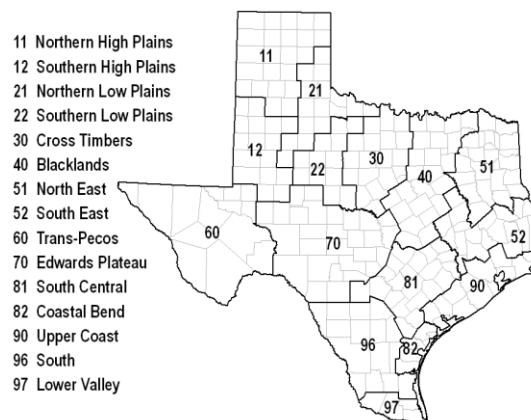 11 Northern High Plains
12 Southern High Plains
21 Northern Low Plains
22 Southern Low Plains
30 Cross Timbers
40 Blacklands
51 North East
52 South East
60 Trans-Pecos
70 Edwards Plateau
81 South Central
82 Coastal Bend
90 Upper Coast
96 South
97 Lower Valley
11
21
12
22
30
40
51
60
70
52
81
90
96
82
97